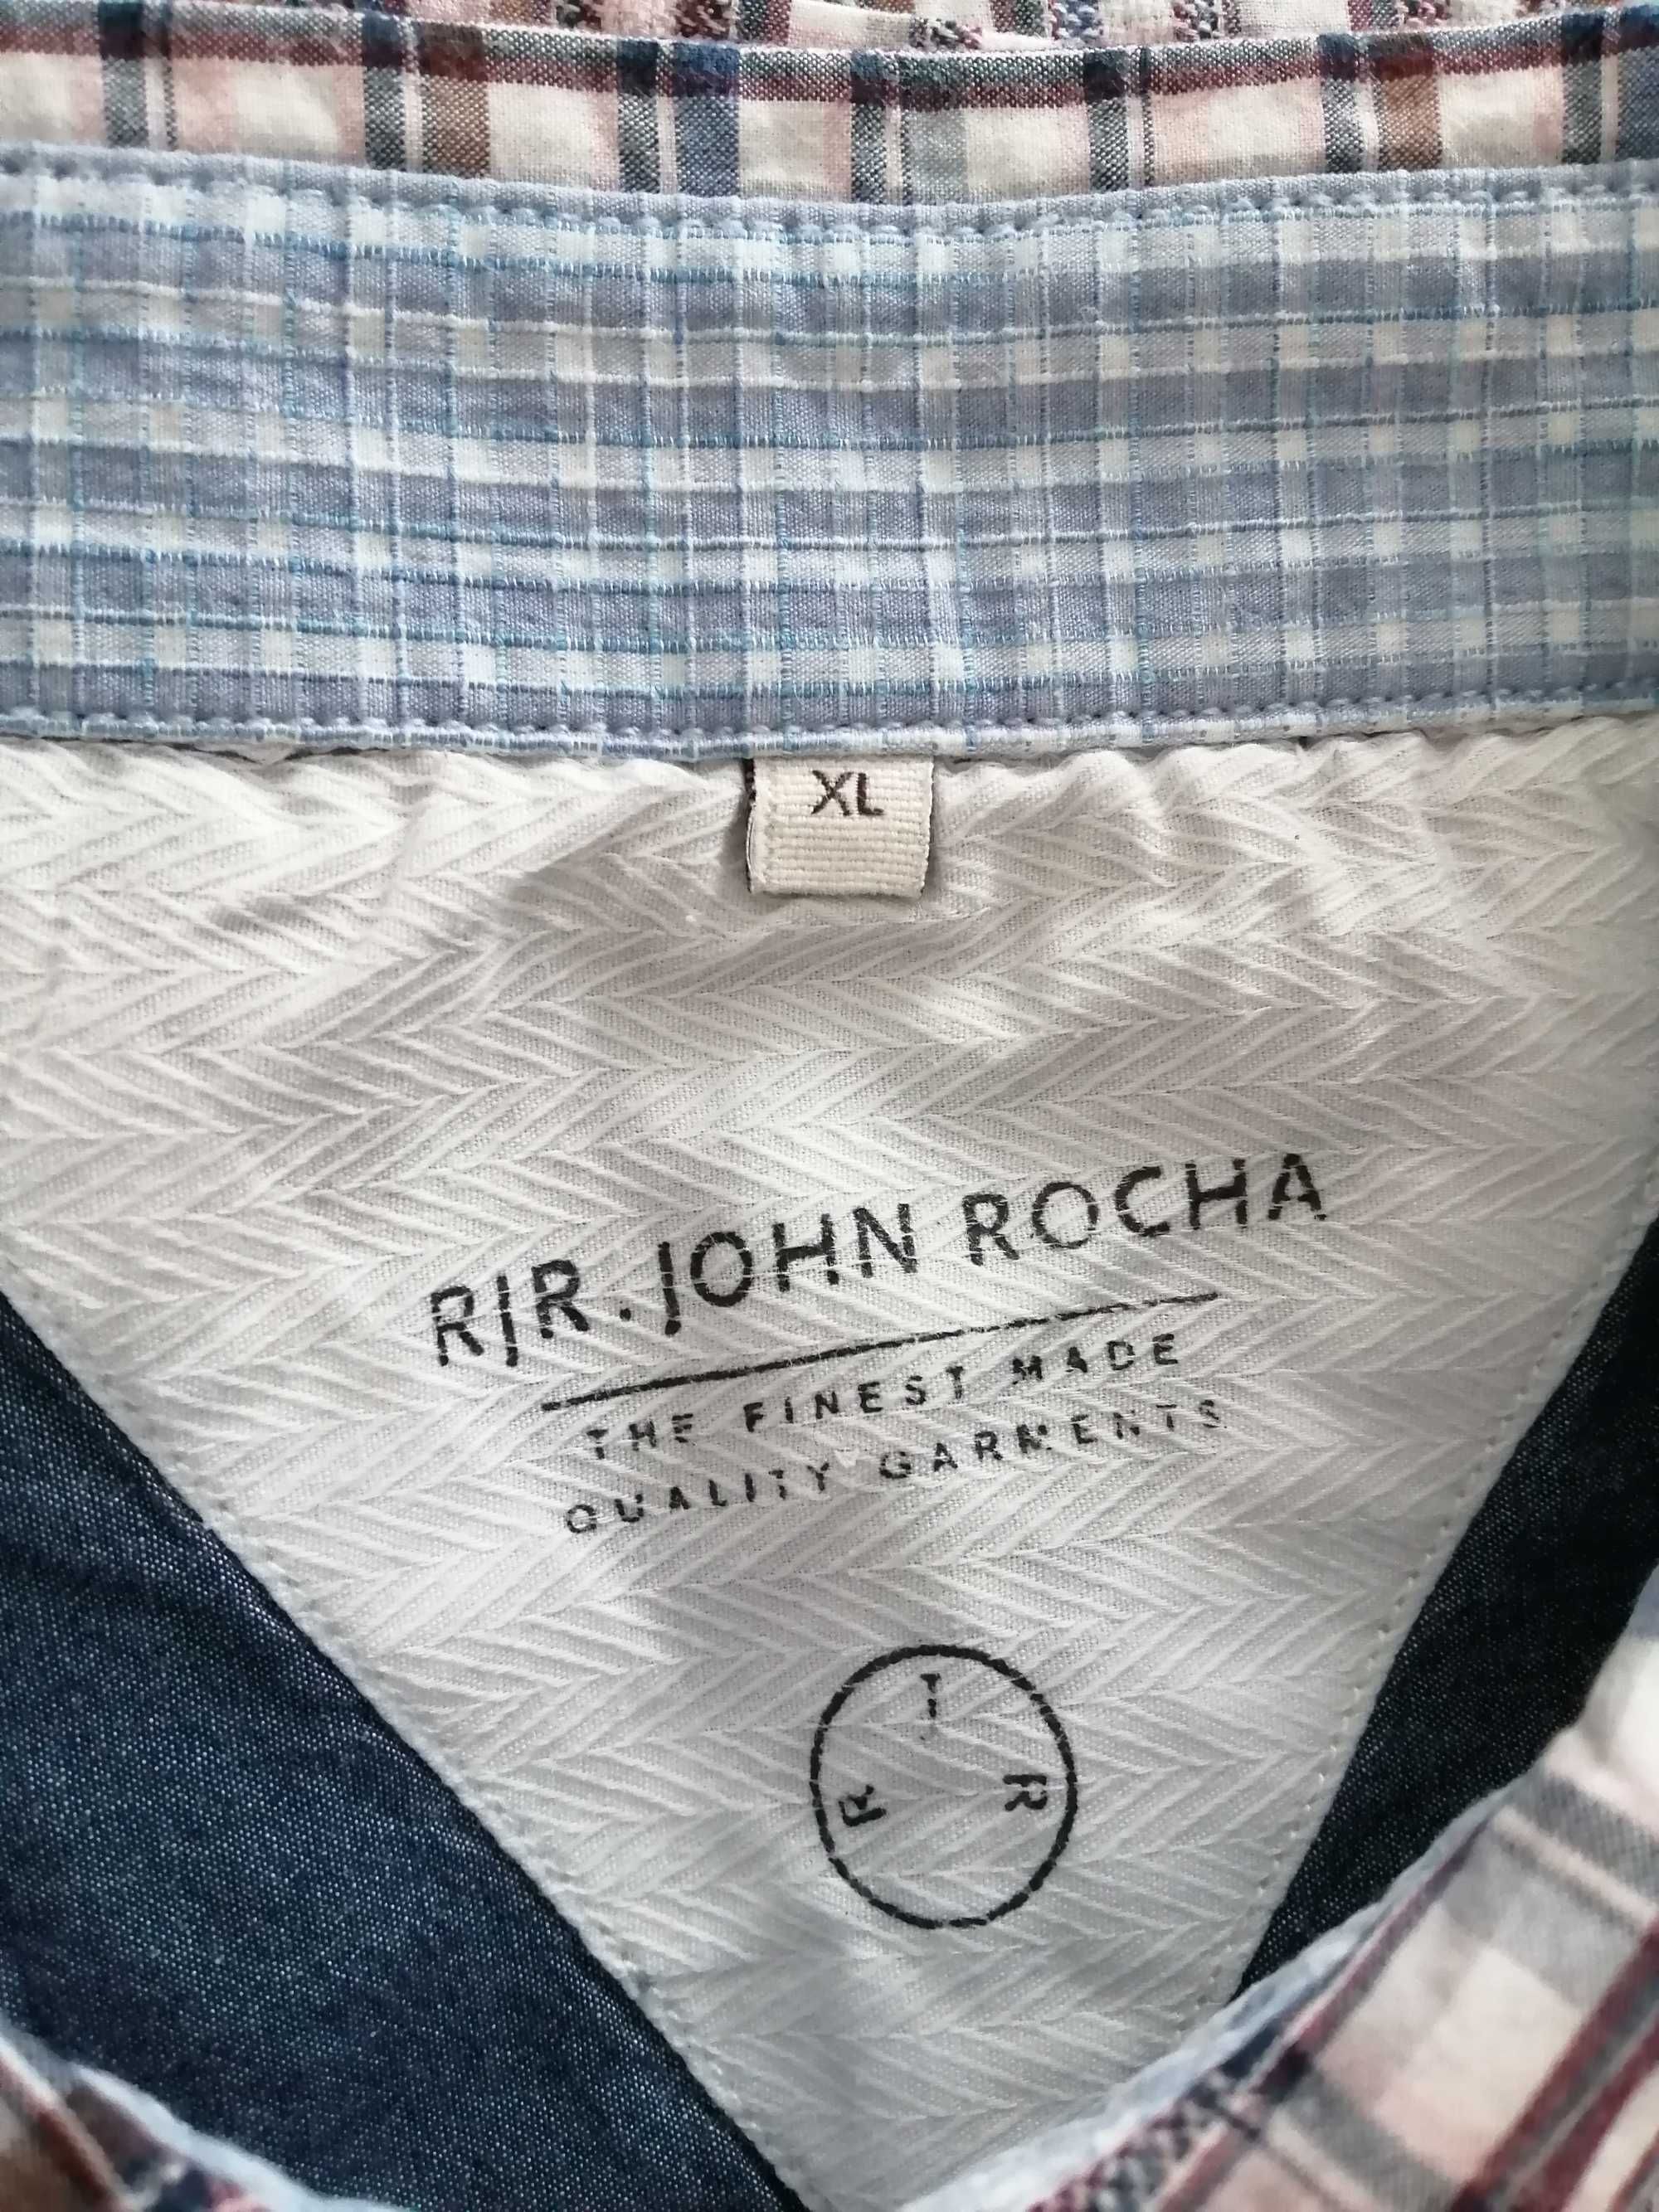 XL
R|R.JOHN ROCHA
THE FINEST MADE
QUALITY GARMENTS
T
R R